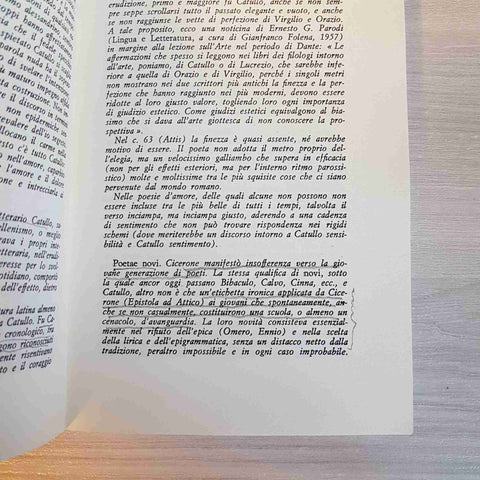 erudizione, primo e maggiore fu Catullo, anche se non sem-
pre seppe scrollarsi tutto il passato elegante e vuoto, e anche
se non raggiunse le vette di perfezione di Virgilio e Orazio.
A tale proposito, ecco una noticina di Ernesto G. Parodi
(Lingua e Letteratura, a cura di Gianfranco Folena, 1957)
in margine alla lezione sull'Arte nel periodo di Dante: « Le
affermazioni che spesso si leggono nei libri dei filologi intorno
all'arte, poniamo, di Catullo o di Lucrezio, che sarebbe infe-
riore a quella di Orazio e di Virgilio, perché i singoli metri
non mostrano nei due scrittori più antichi la finezza e la per-
fezione che hanno raggiunto nei più moderni, devono essere
ridotte al loro giusto valore, togliendo loro ogni importanza
di giudizio estetico. Come giudizi estetici equivalgono al bia-
simo che si dava all'arte giottesca di non conoscere la pro-
spettiva ».
Nel c. 63 (Attis) la finezza è quasi assente, né avrebbe
motivo di essere. Il poeta non adotta il metro proprio del-
l'elegia, ma un velocissimo galliambo che supera in efficacia
(non per gli effetti esteriori, ma per l'interno ritmo parossi-
stico) molte e moltissime tra le più squisite cose che ci siano
pervenute dal mondo romano.
Nelle poesie d'amore, delle quali alcune non possono non
essere incluse tra le più belle di tutti i tempi, talvolta il
verso inciampa, ma inciampa giusto, aderendo a una cadenza
di sentimento che non può trovare rispondenza nei rigidi
schemi (dove meriterebbe un discorso intorno a Catullo sensi-
bilità e Catullo sentimento).
Poetae novi. Cicerone manifestò insofferenza verso la gio-
vane generazione di poeti. La stessa qualifica di novi, sotto
la quale ancor oggi passano Bibaculo, Calvo, Cinna, ecc., e
Catullo, altro non è che un'etichetta ironica applicata da Cice-
rone (Epistola ad Attico) ai giovani che spontaneamente, an-
che se non casualmente, costituirono una scuola, o almeno un
cenacolo, d'avanguardia. La loro novità consisteva essenzial-
mente nel rifiuto dell'epica (Omero, Ennio) e nella scelta
della lirica e dell'epigrammatica, senza un distacco netto dalla
tradizione, peraltro impossibile e in ogni caso improbabile.